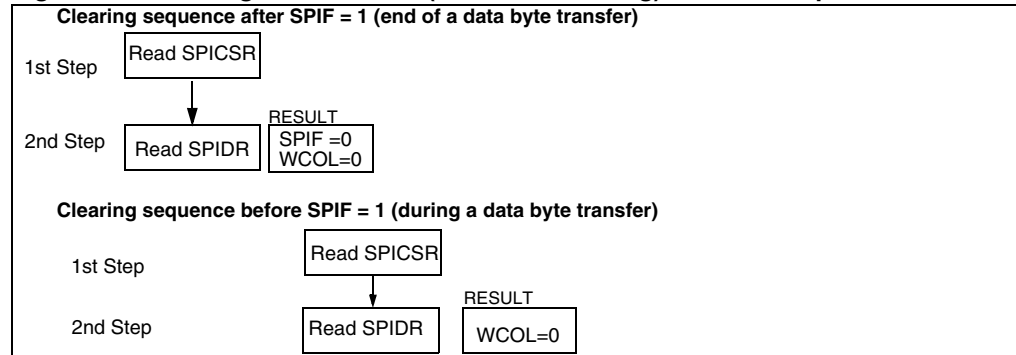 Clearing sequence after SPIF = 1 (end of a data byte transfer)
1st Step
Read SPICSR
RESULT
2nd Step
Read SPIDR
SPIF =0
WCOL=0
Clearing sequence before SPIF = 1 (during a data byte transfer)
1st Step
Read SPICSR
RESULT
2nd Step
Read SPIDR
WCOL=0